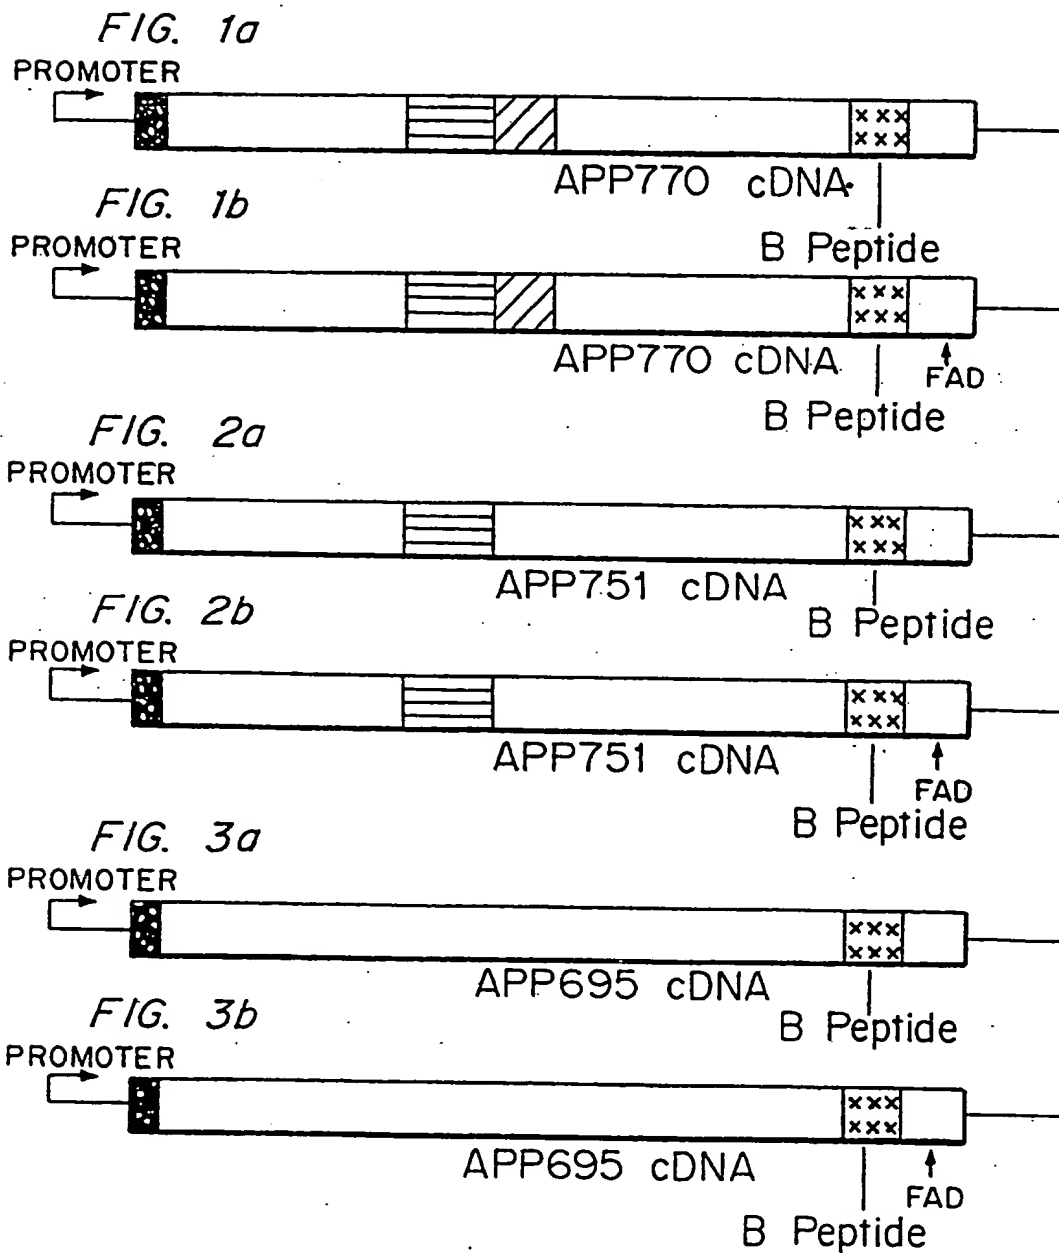 FIG. 1a
PROMOTER
APP770 cDNA
B Peptide
FIG. 1b
PROMOTER
APP770 cDNA
FAD
B Peptide
FIG. 2a
PROMOTER
APP751 cDNA
B Peptide
FIG. 2b
PROMOTER
APP751 cDNA
FAD
B Peptide
FIG. 3a
PROMOTER
APP695 cDNA
B Peptide
FIG. 3b
PROMOTER
APP695 cDNA
FAD
B Peptide